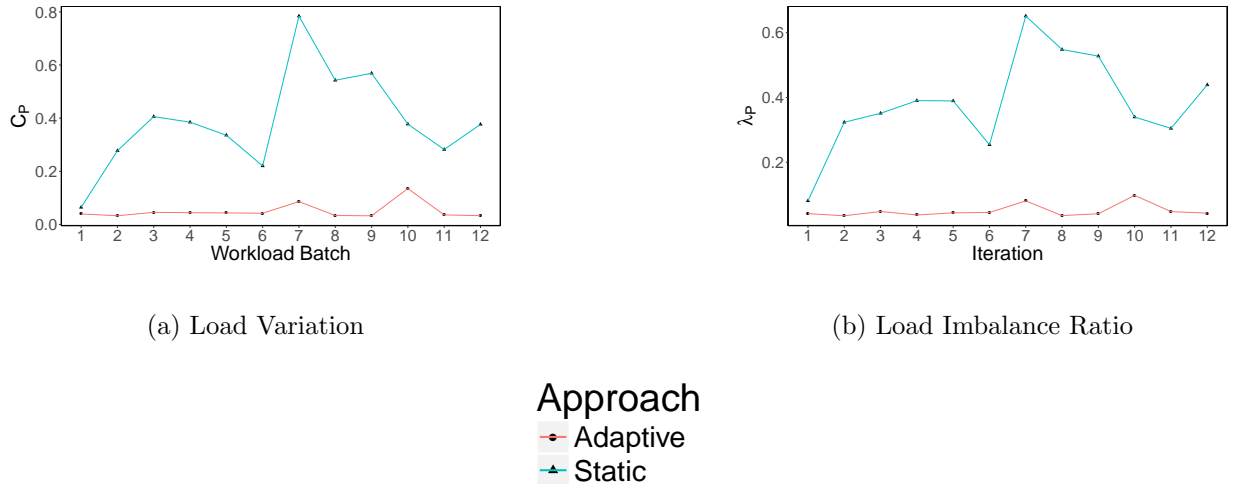 0.8
0.6
0.4
0.2
0.0
C_P
1 2 3 4 5 6 7 8 9 10 11 12
Workload Batch
(a) Load Variation
0.6
0.4
0.2
λ_P
1 2 3 4 5 6 7 8 9 10 11 12
Iteration
(b) Load Imbalance Ratio
Approach
Adaptive
Static